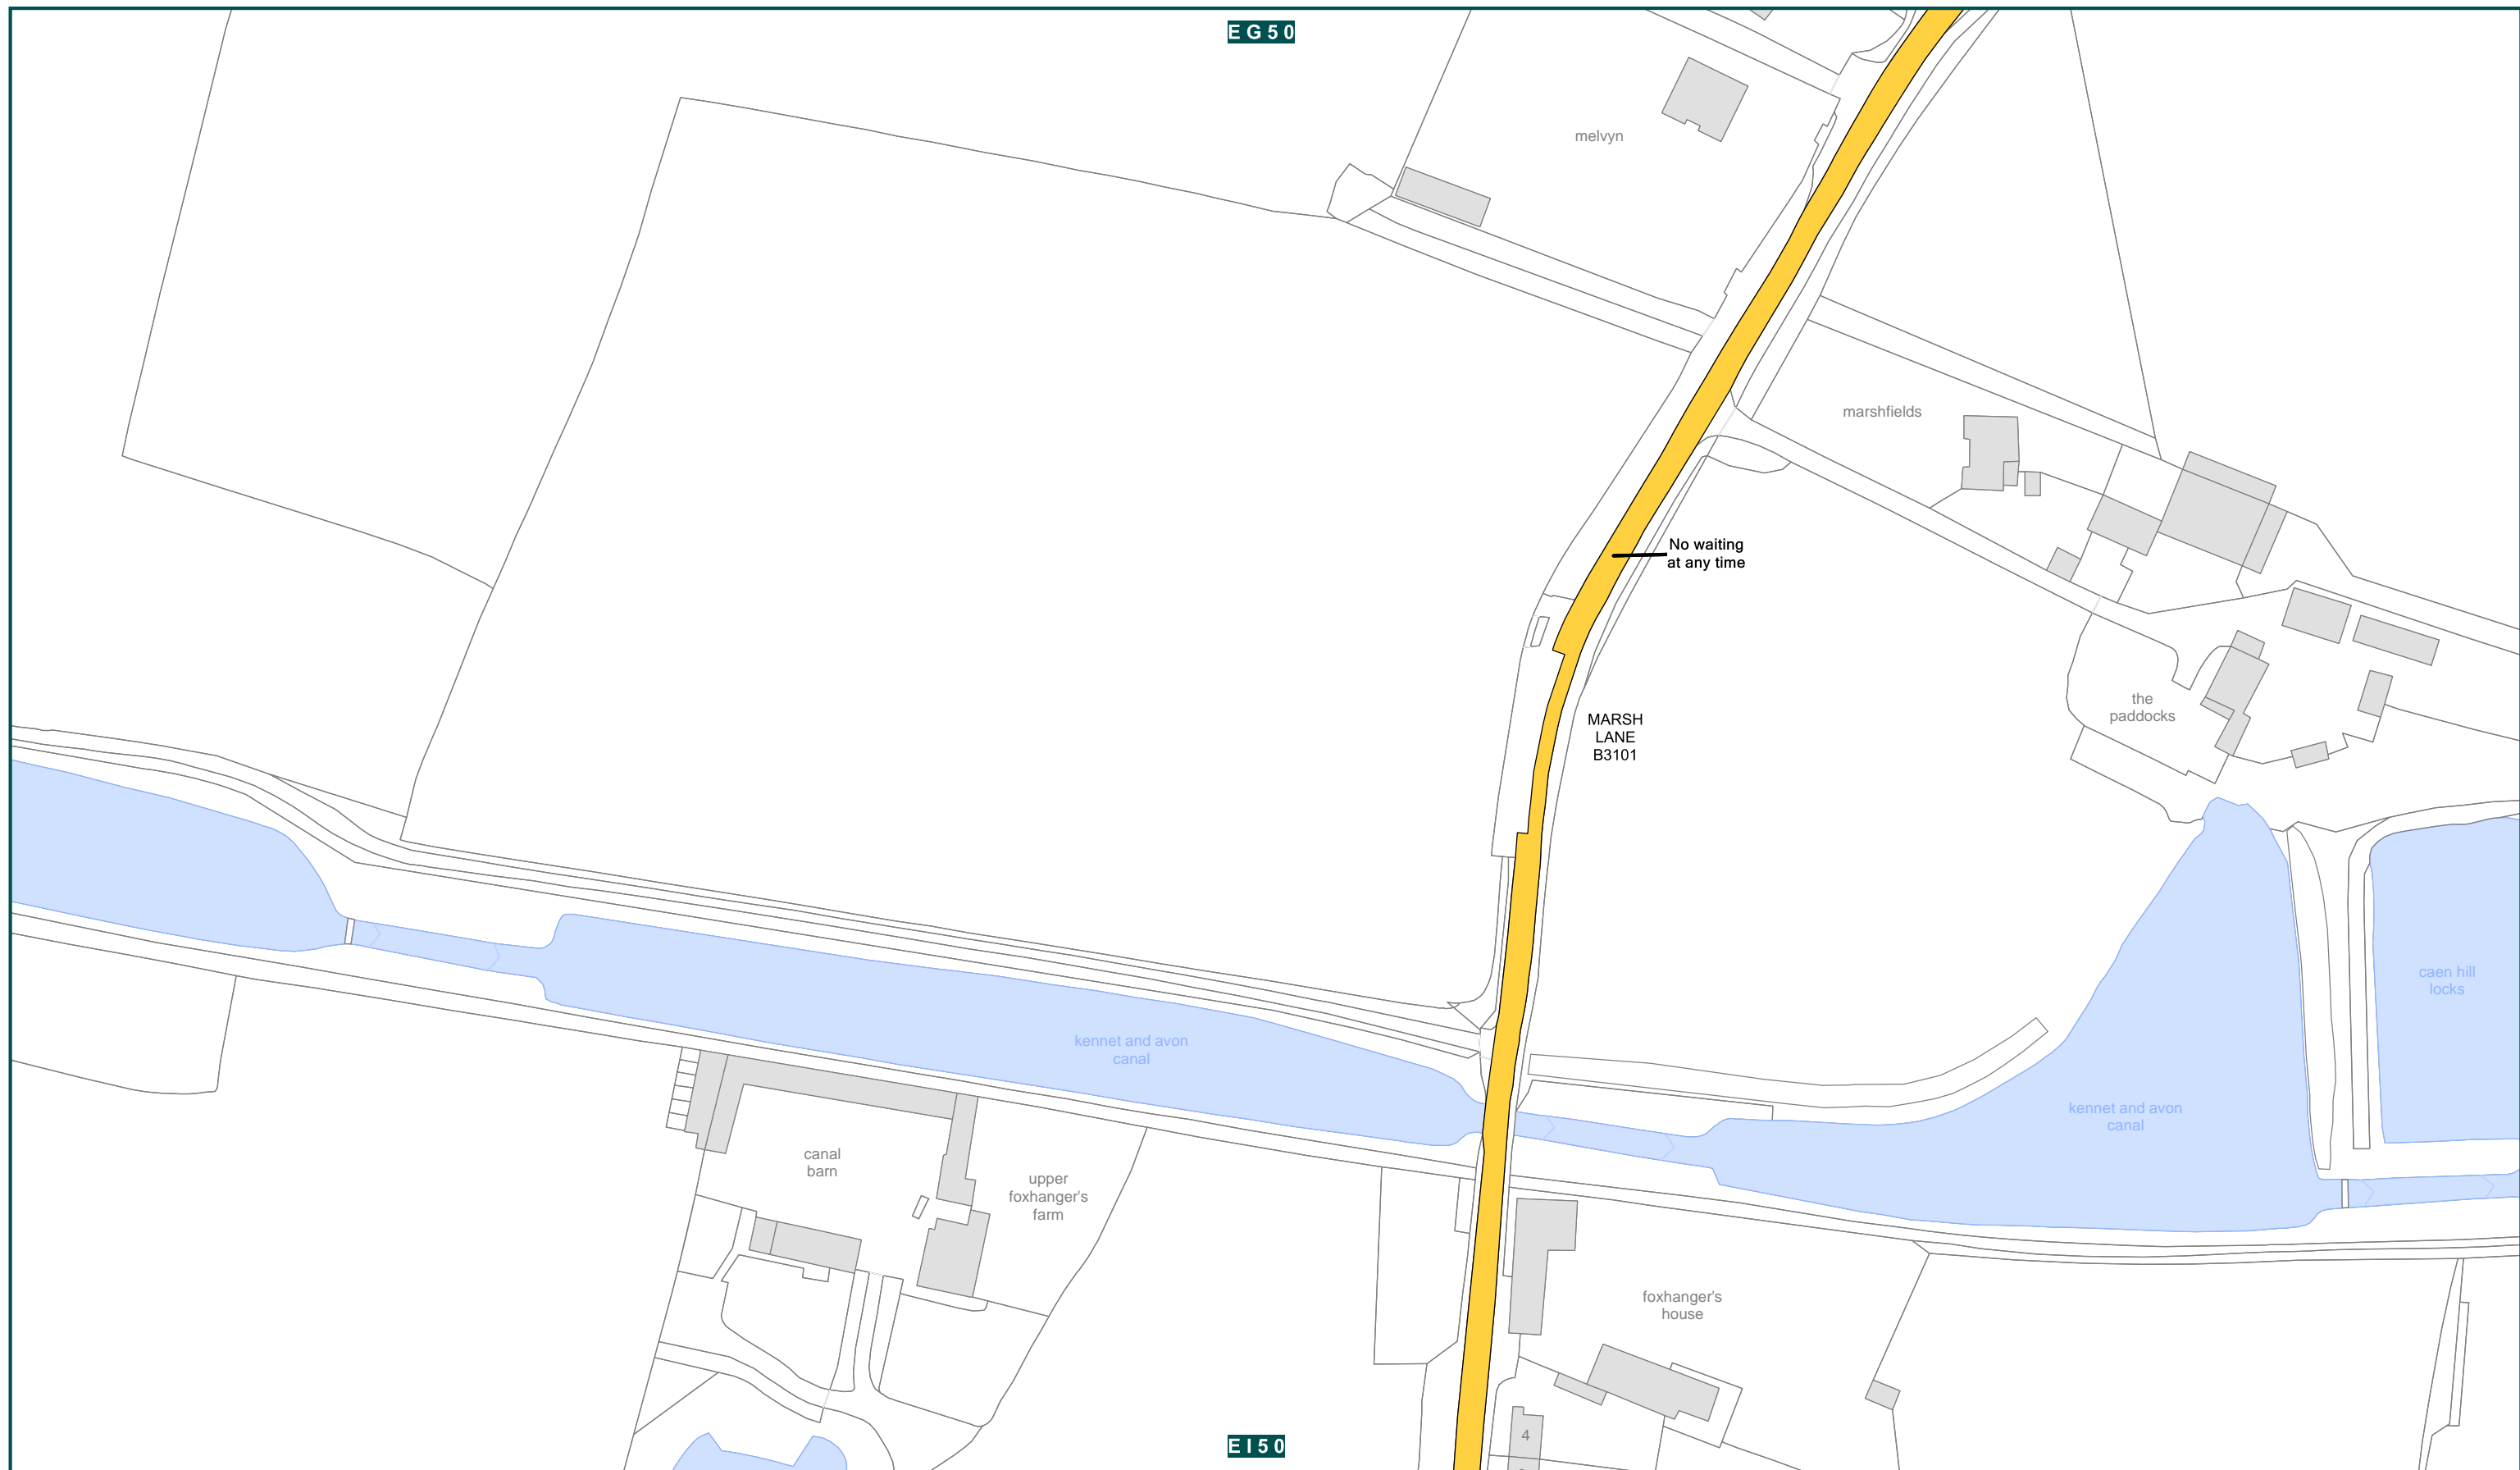 EG50
melvyn
marshfields
No waiting
at any time
the
paddocks
MARSH
LANE
B3101
caen hill
locks
kennet and avon
canal
kennet and avon
canal
canal
barn
upper
foxhanger's
farm
foxhanger's
house
4
EI50